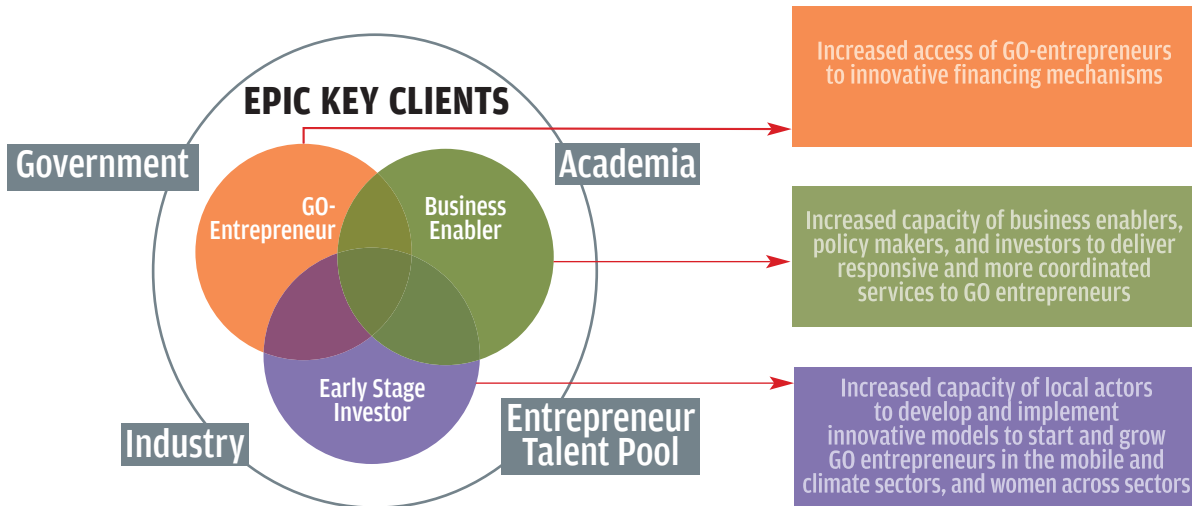 EPIC KEY CLIENTS
Government
Academia
GO-
Entrepreneur
Business
Enabler
Early Stage
Investor
Industry
Entrepreneur
Talent Pool
Increased access of GO-entrepreneurs
to innovative financing mechanisms
Increased capacity of business enablers,
policy makers, and investors to deliver
responsive and more coordinated
services to GO entrepreneurs
Increased capacity of local actors
to develop and implement
innovative models to start and grow
GO entrepreneurs in the mobile and
climate sectors, and women across sectors